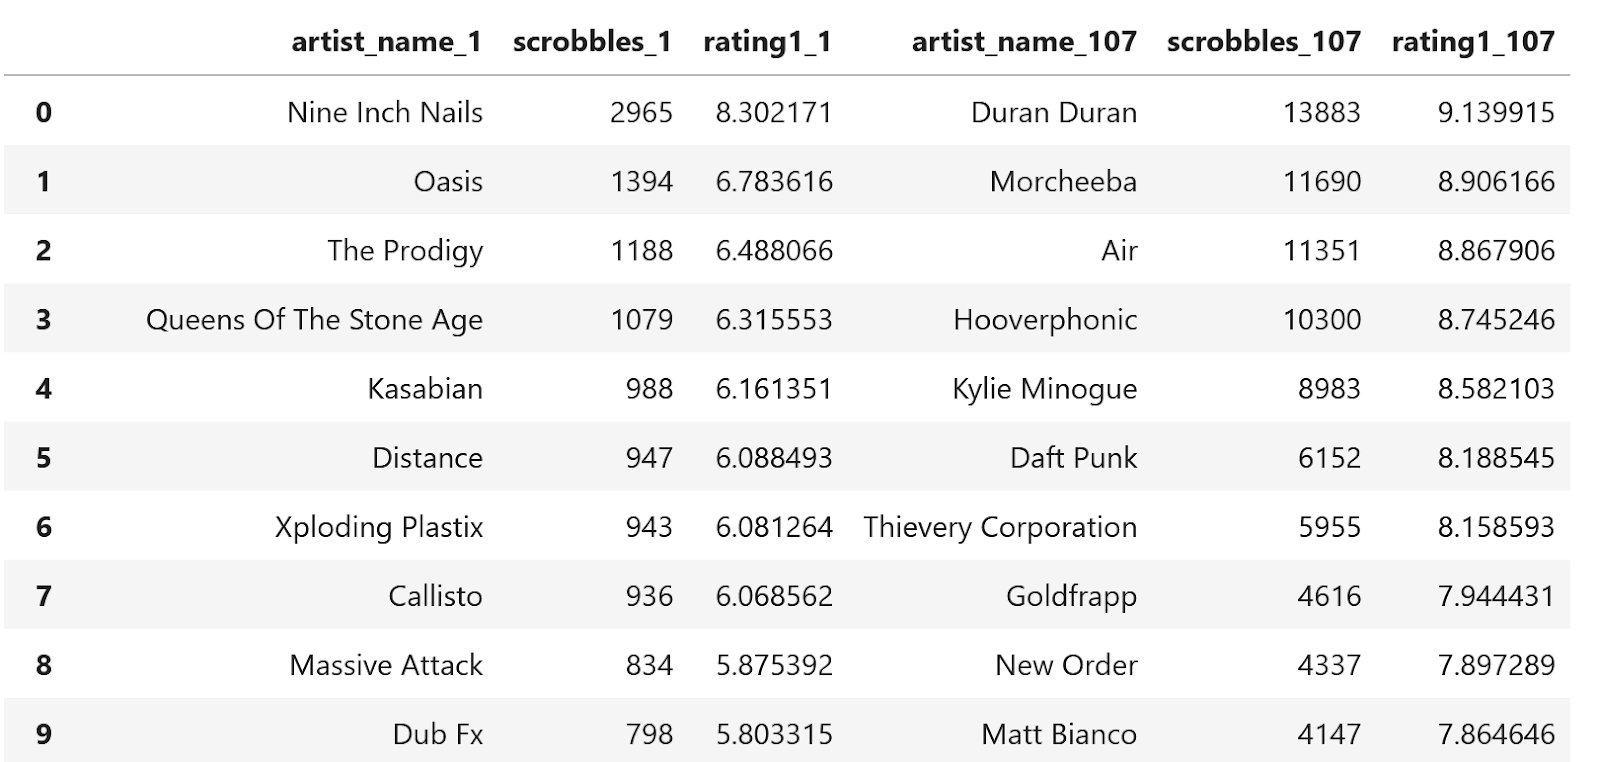 artist_name_1 scrobbles_1 rating1_1 artist_name_107 scrobbles_107 rating1_107
0 Nine Inch Nails 2965 8.302171 Duran Duran 13883 9.139915
1 Oasis 1394 6.783616 Morcheeba 11690 8.906166
2 The Prodigy 1188 6.488066 Air 11351 8.867906
3 Queens Of The Stone Age 1079 6.315553 Hooverphonic 10300 8.745246
4 Kasabian 988 6.161351 Kylie Minogue 8983 8.582103
5 Distance 947 6.088493 Daft Punk 6152 8.188545
6 Xploding Plastix 943 6.081264 Thievery Corporation 5955 8.158593
7 Callisto 936 6.068562 Goldfrapp 4616 7.944431
8 Massive Attack 834 5.875392 New Order 4337 7.897289
9 Dub Fx 798 5.803315 Matt Bianco 4147 7.864646